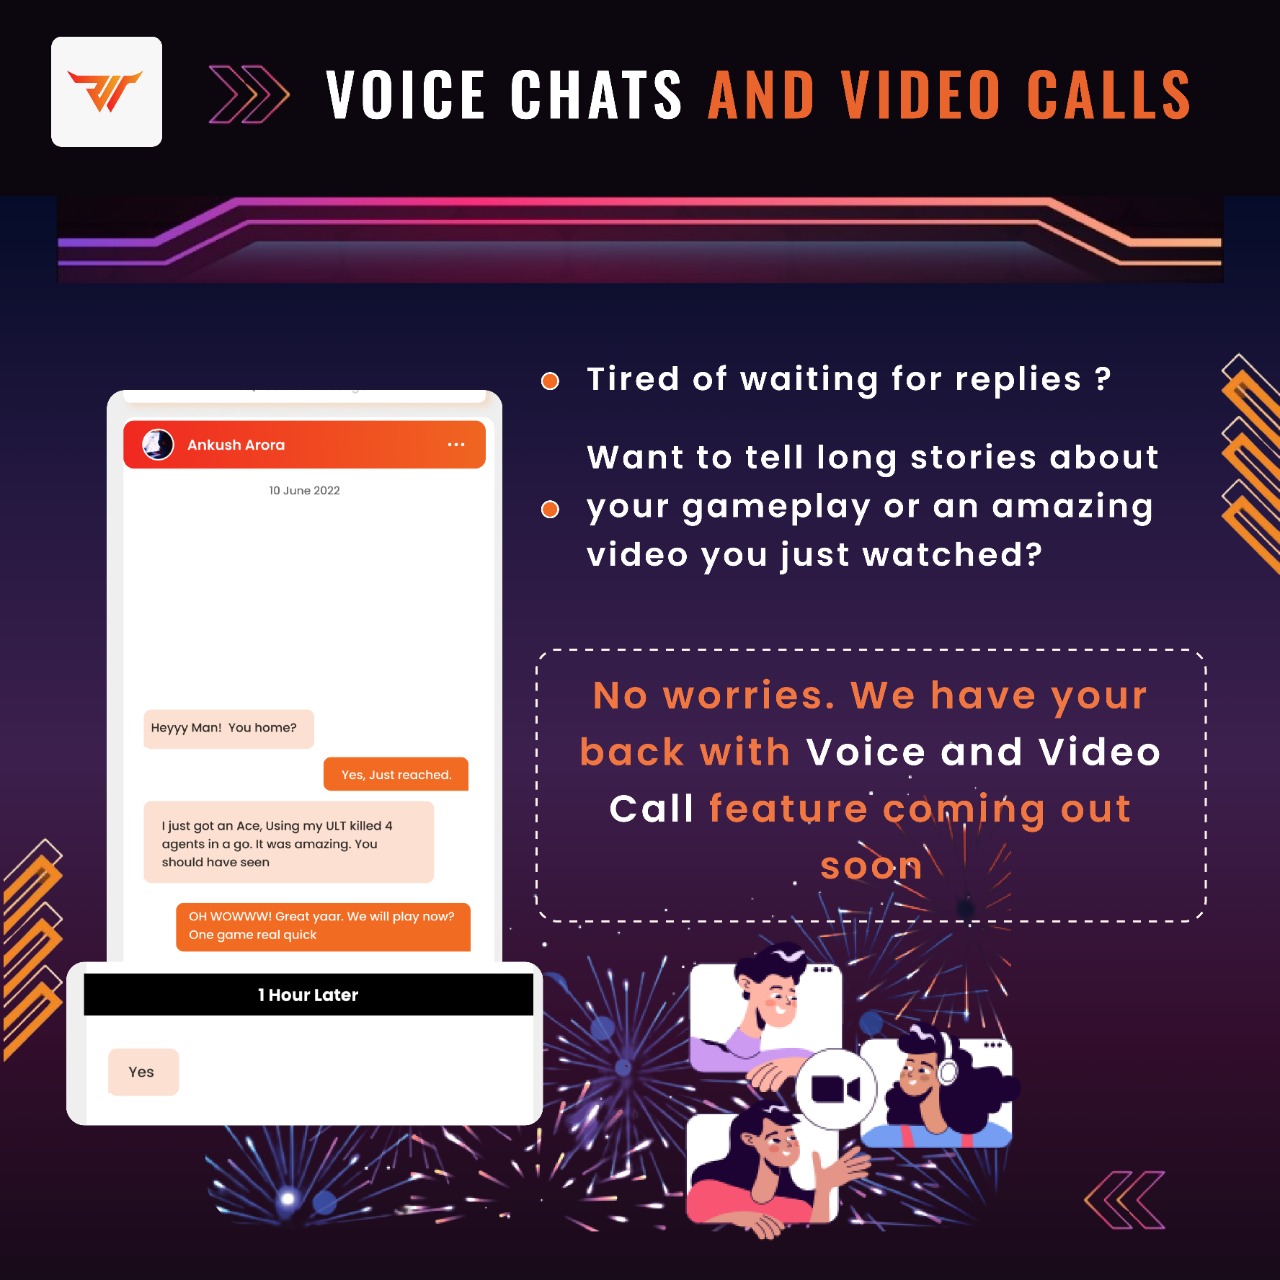 VOICE CHATS AND VIDEO CALLS
Tired of waiting for replies ?
Want to tell long stories about
your gameplay or an amazing
video you just watched?
Ankush Arora
10 June 2022
Heyyy Man!  You home?
Yes, Just reached.
I just got an Ace, Using my ULT killed 4
agents in a go. It was amazing. You
should have seen
OH WOWWW! Great yaar. We will play now?
One game real quick
1 Hour Later
Yes
No worries. We have your
back with Voice and Video
Call feature coming out
soon